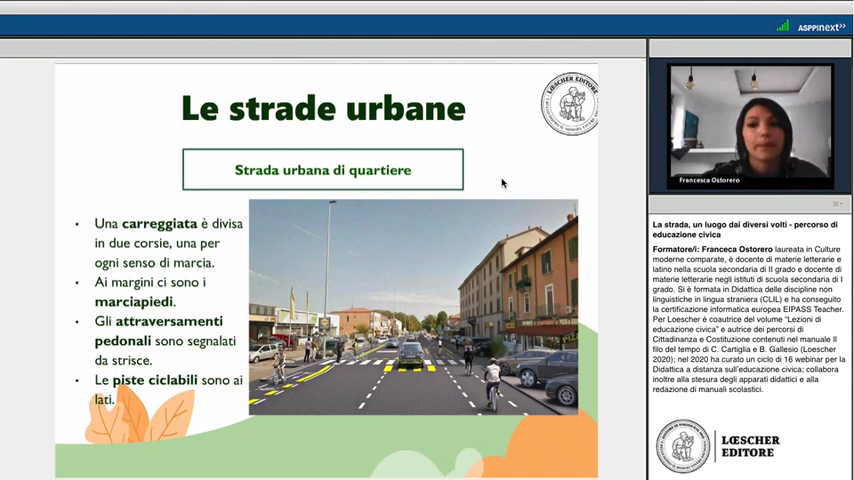 ASPPInext>>
LŒSCHER EDITORE
Le strade urbane
Strada urbana di quartiere
• Una carreggiata è divisa
in due corsie, una per
ogni senso di marcia.
• Ai margini ci sono i
marciapiedi.
• Gli attraversamenti
pedonali sono segnalati
da strisce.
• Le piste ciclabili sono ai
lati.
Francesca Ostorero
La strada, un luogo dai diversi volti - percorso di
educazione civica
Formatore/i: Franceca Ostorero laureata in Culture
moderne comparate, è docente di materie letterarie e
latino nella scuola secondaria di II grado e docente di
materie letterarie negli istituti di scuola secondaria di I
grado. Si è formata in Didattica delle discipline non
linguistiche in lingua straniera (CLIL) e ha conseguito
la certificazione informatica europea EIPASS Teacher.
Per Loescher è coautrice del volume "Lezioni di
educazione civica" e autrice dei percorsi di
Cittadinanza e Costituzione contenuti nel manuale Il
filo del tempo di C. Cartiglia e B. Gallesio (Loescher
2020); nel 2020 ha curato un ciclo di 16 webinar per la
Didattica a distanza sull'educazione civica; collabora
inoltre alla stesura degli apparati didattici e alla
redazione di manuali scolastici.
LŒSCHER
EDITORE